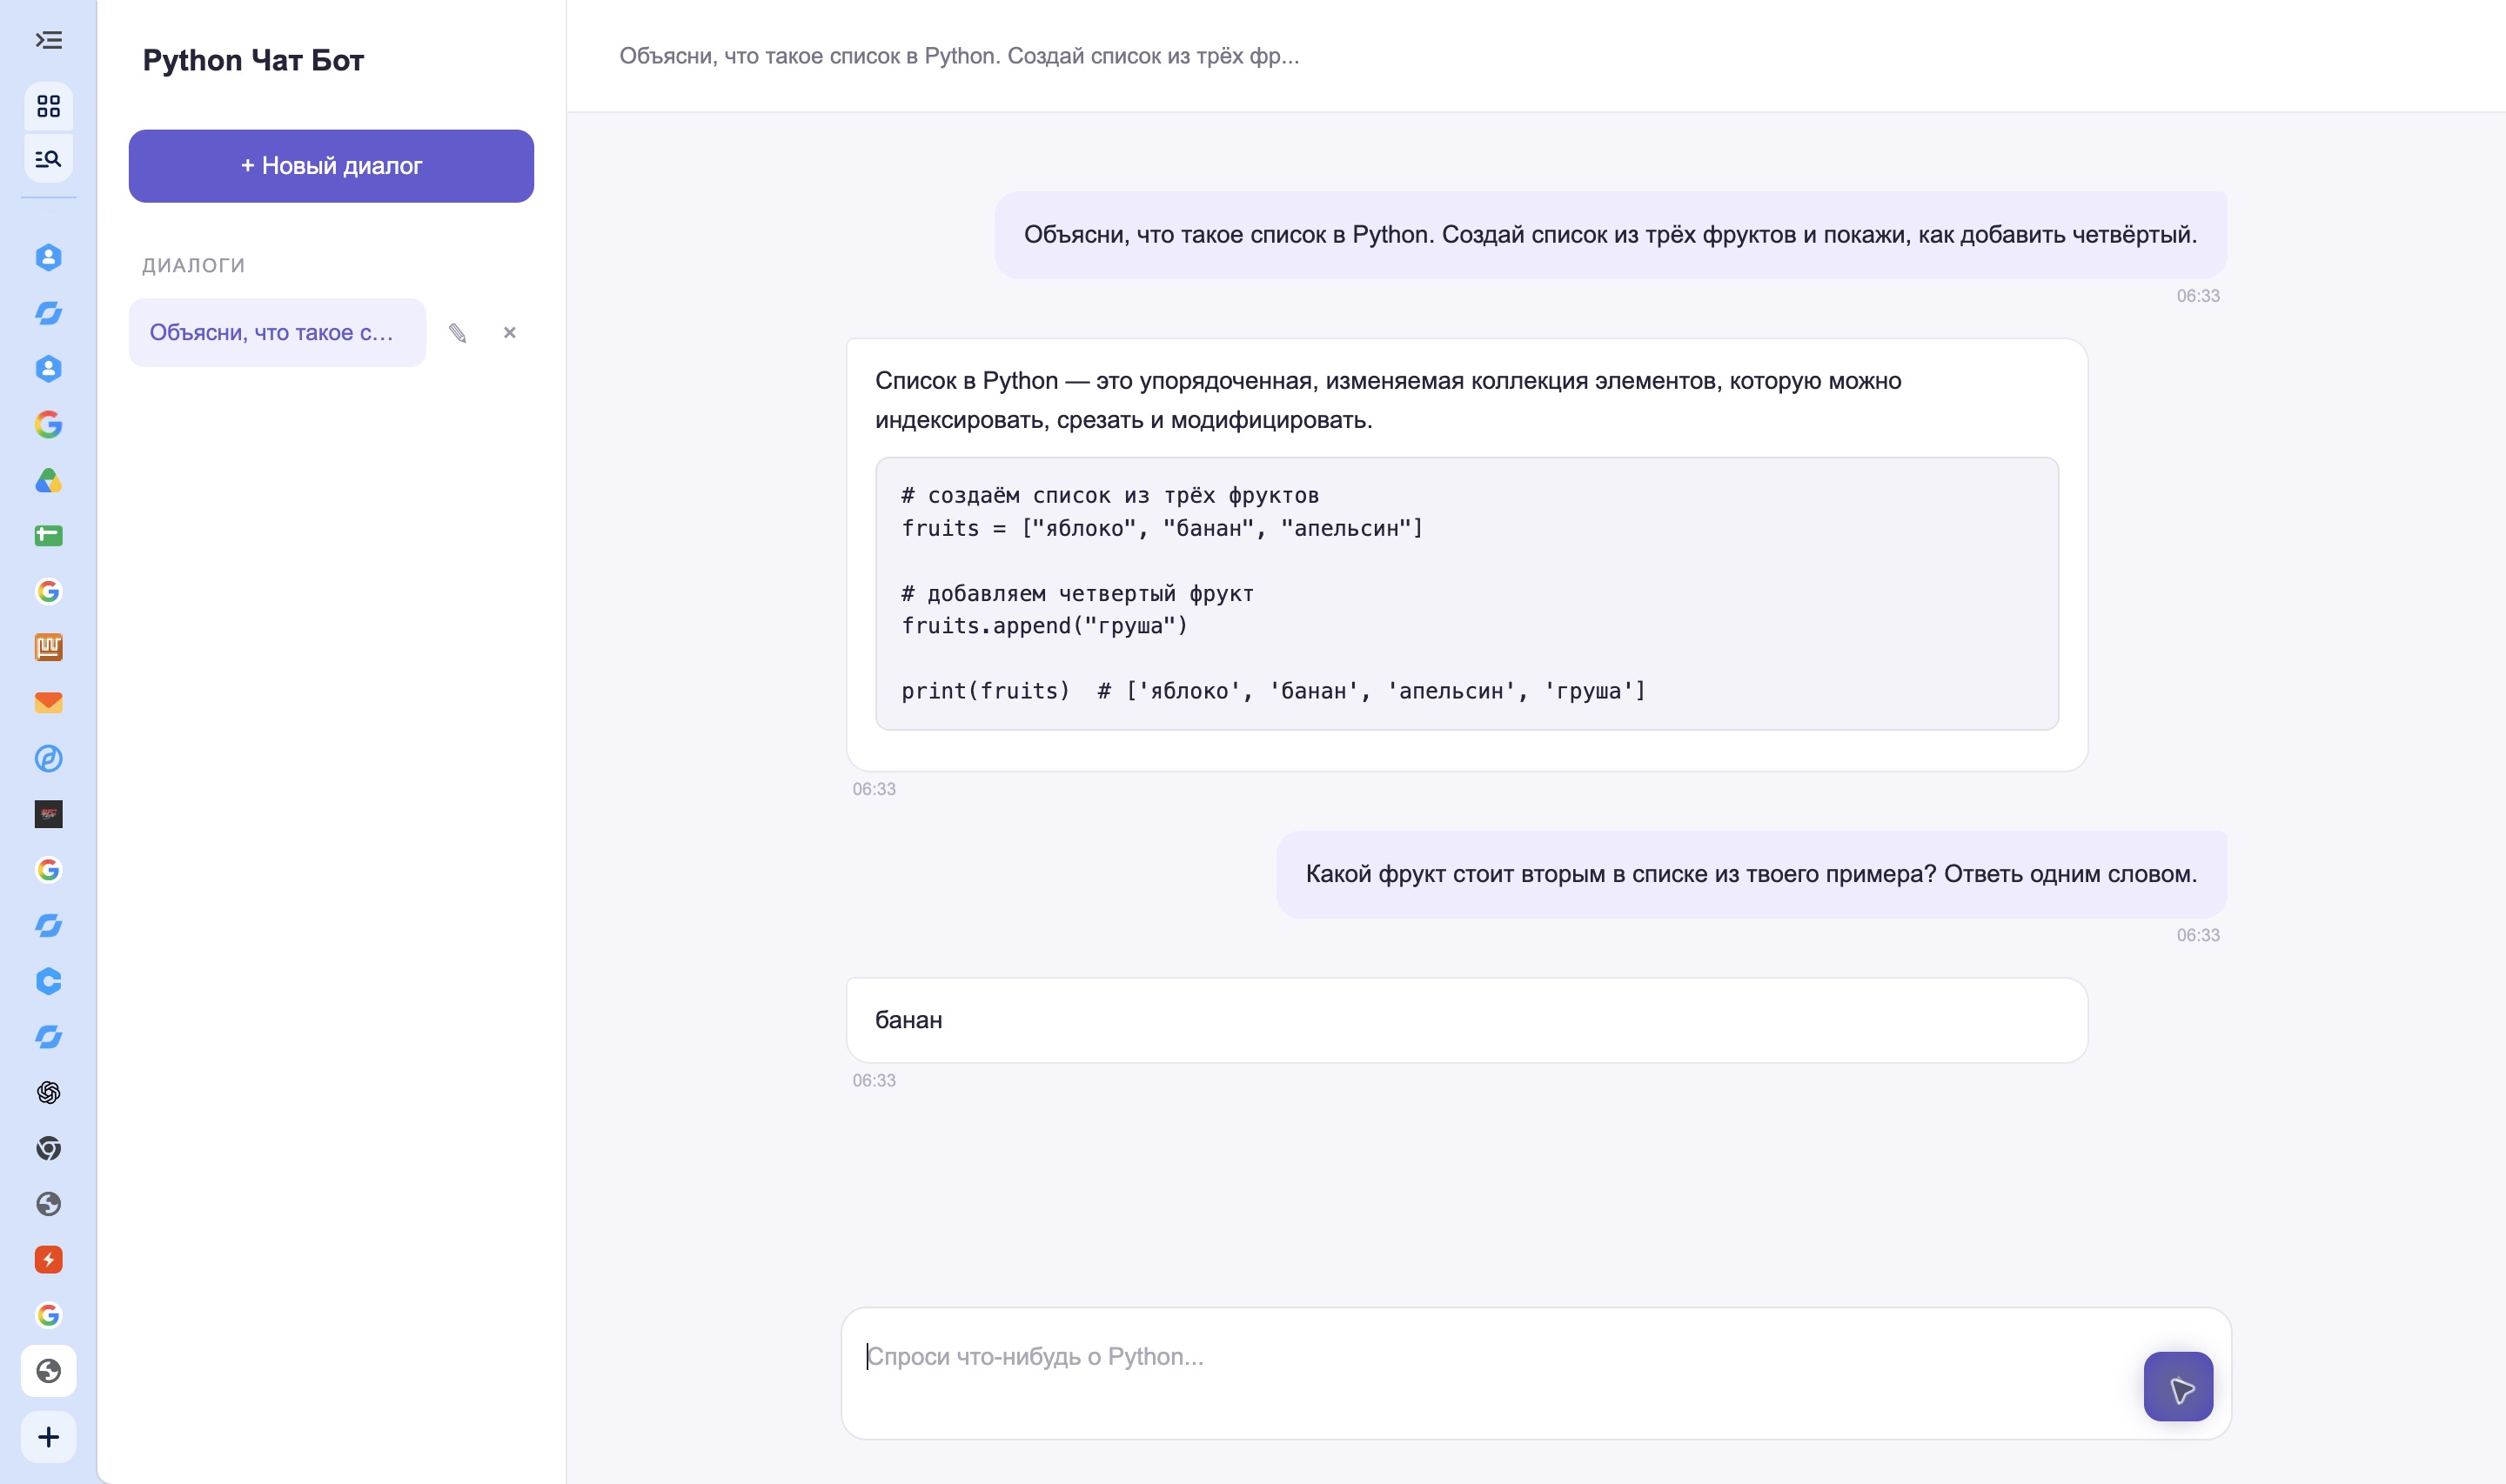 Python Чат Бот
+ Новый диалог
ДИАЛОГИ
Объясни, что такое с...
Объясни, что такое список в Python. Создай список из трёх фр...
Объясни, что такое список в Python. Создай список из трёх фруктов и покажи, как добавить четвёртый.
06:33
Список в Python — это упорядоченная, изменяемая коллекция элементов, которую можно
индексировать, срезать и модифицировать.
# создаём список из трёх фруктов
fruits = ["яблоко", "банан", "апельсин"]
# добавляем четвертый фрукт
fruits.append("груша")
print(fruits)  # ['яблоко', 'банан', 'апельсин', 'груша']
06:33
Какой фрукт стоит вторым в списке из твоего примера? Ответь одним словом.
06:33
банан
06:33
Спроси что-нибудь о Python...